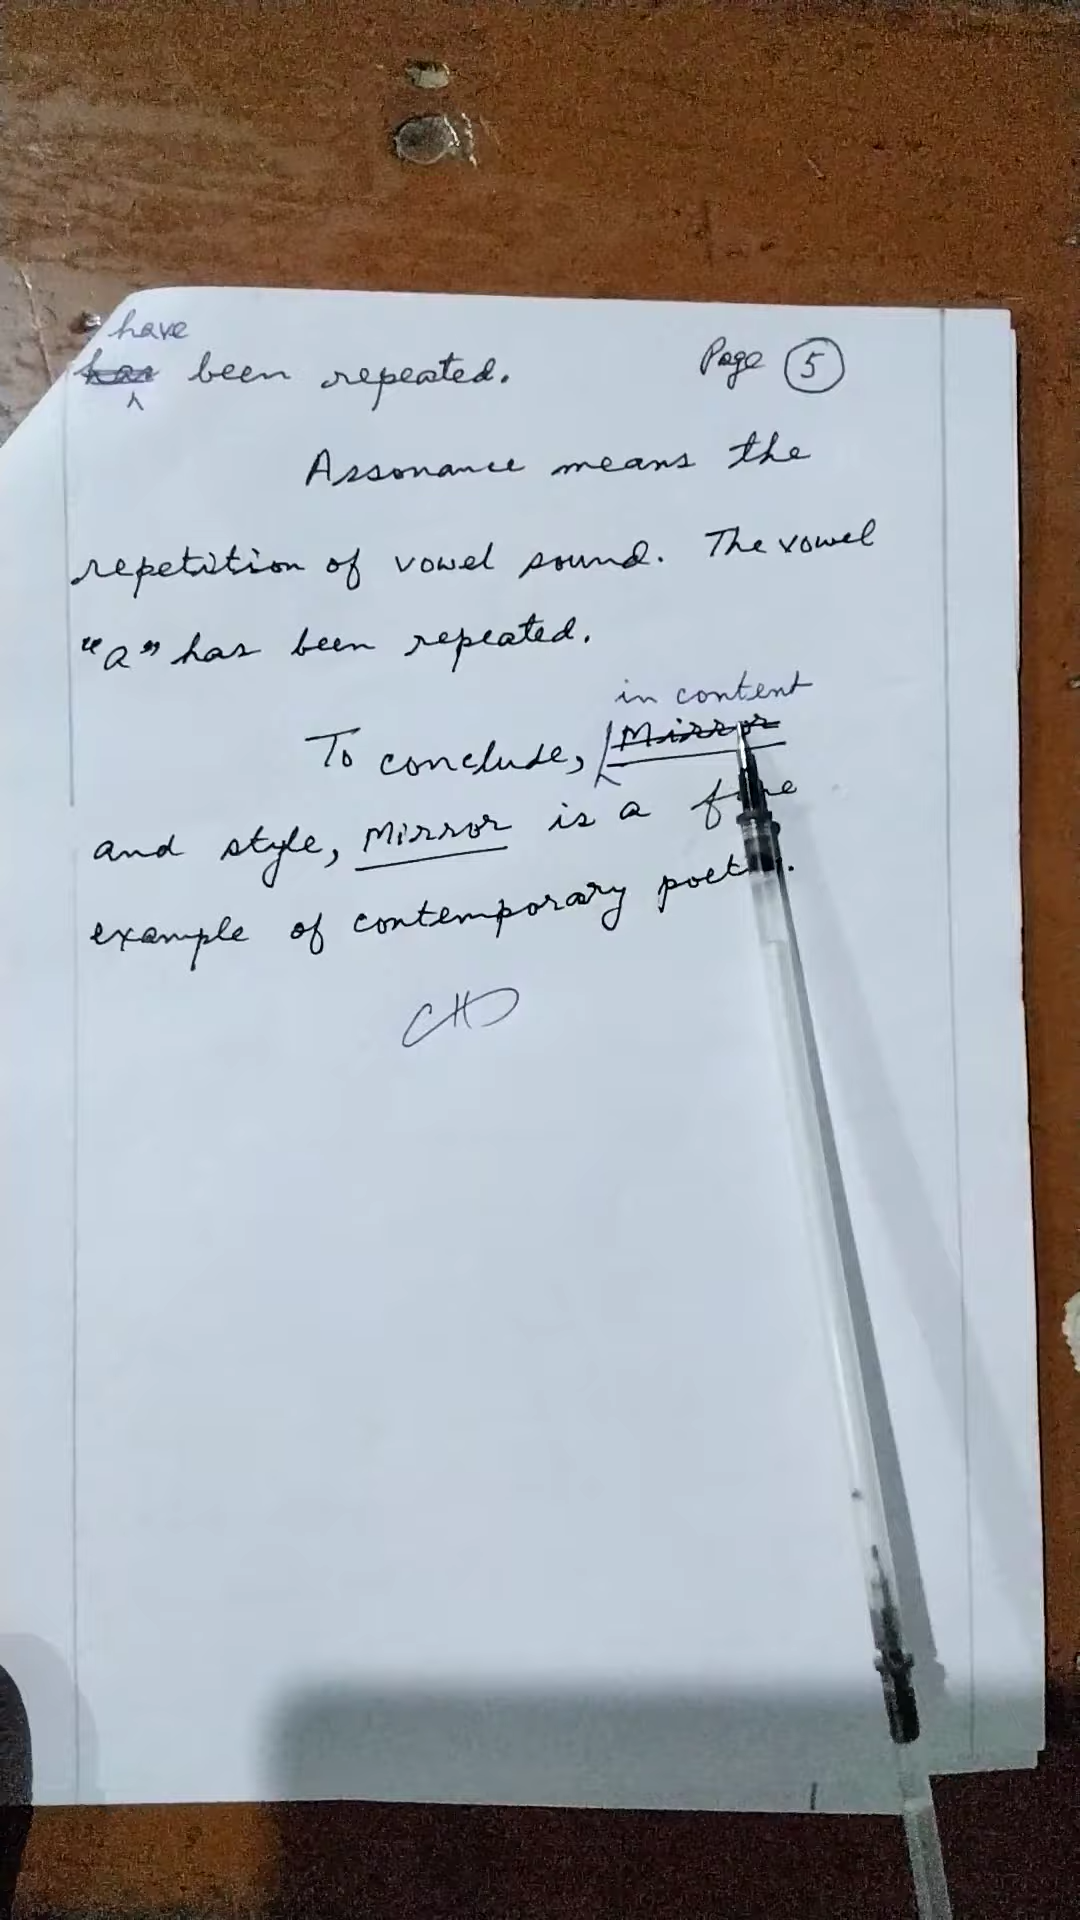 have
has been repeated. Page 5
Assonance means the
repetition of vowel sound. The vowel
"a" has been repeated.
in content
To conclude, Mirror
and style, Mirror is a
example of contemporary